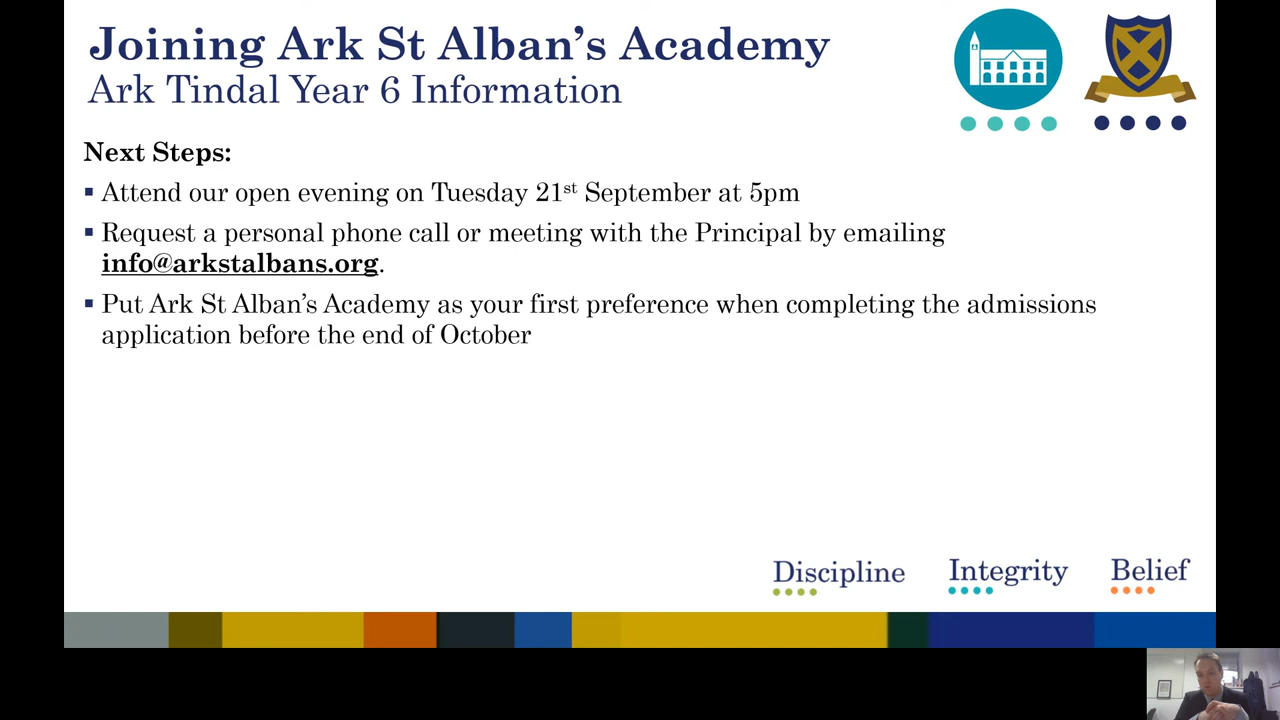 Joining Ark St Alban's Academy
Ark Tindal Year 6 Information
Next Steps:
▪ Attend our open evening on Tuesday 21st September at 5pm
▪ Request a personal phone call or meeting with the Principal by emailing
info@arkstalbans.org.
▪ Put Ark St Alban's Academy as your first preference when completing the admissions
application before the end of October
Discipline Integrity Belief